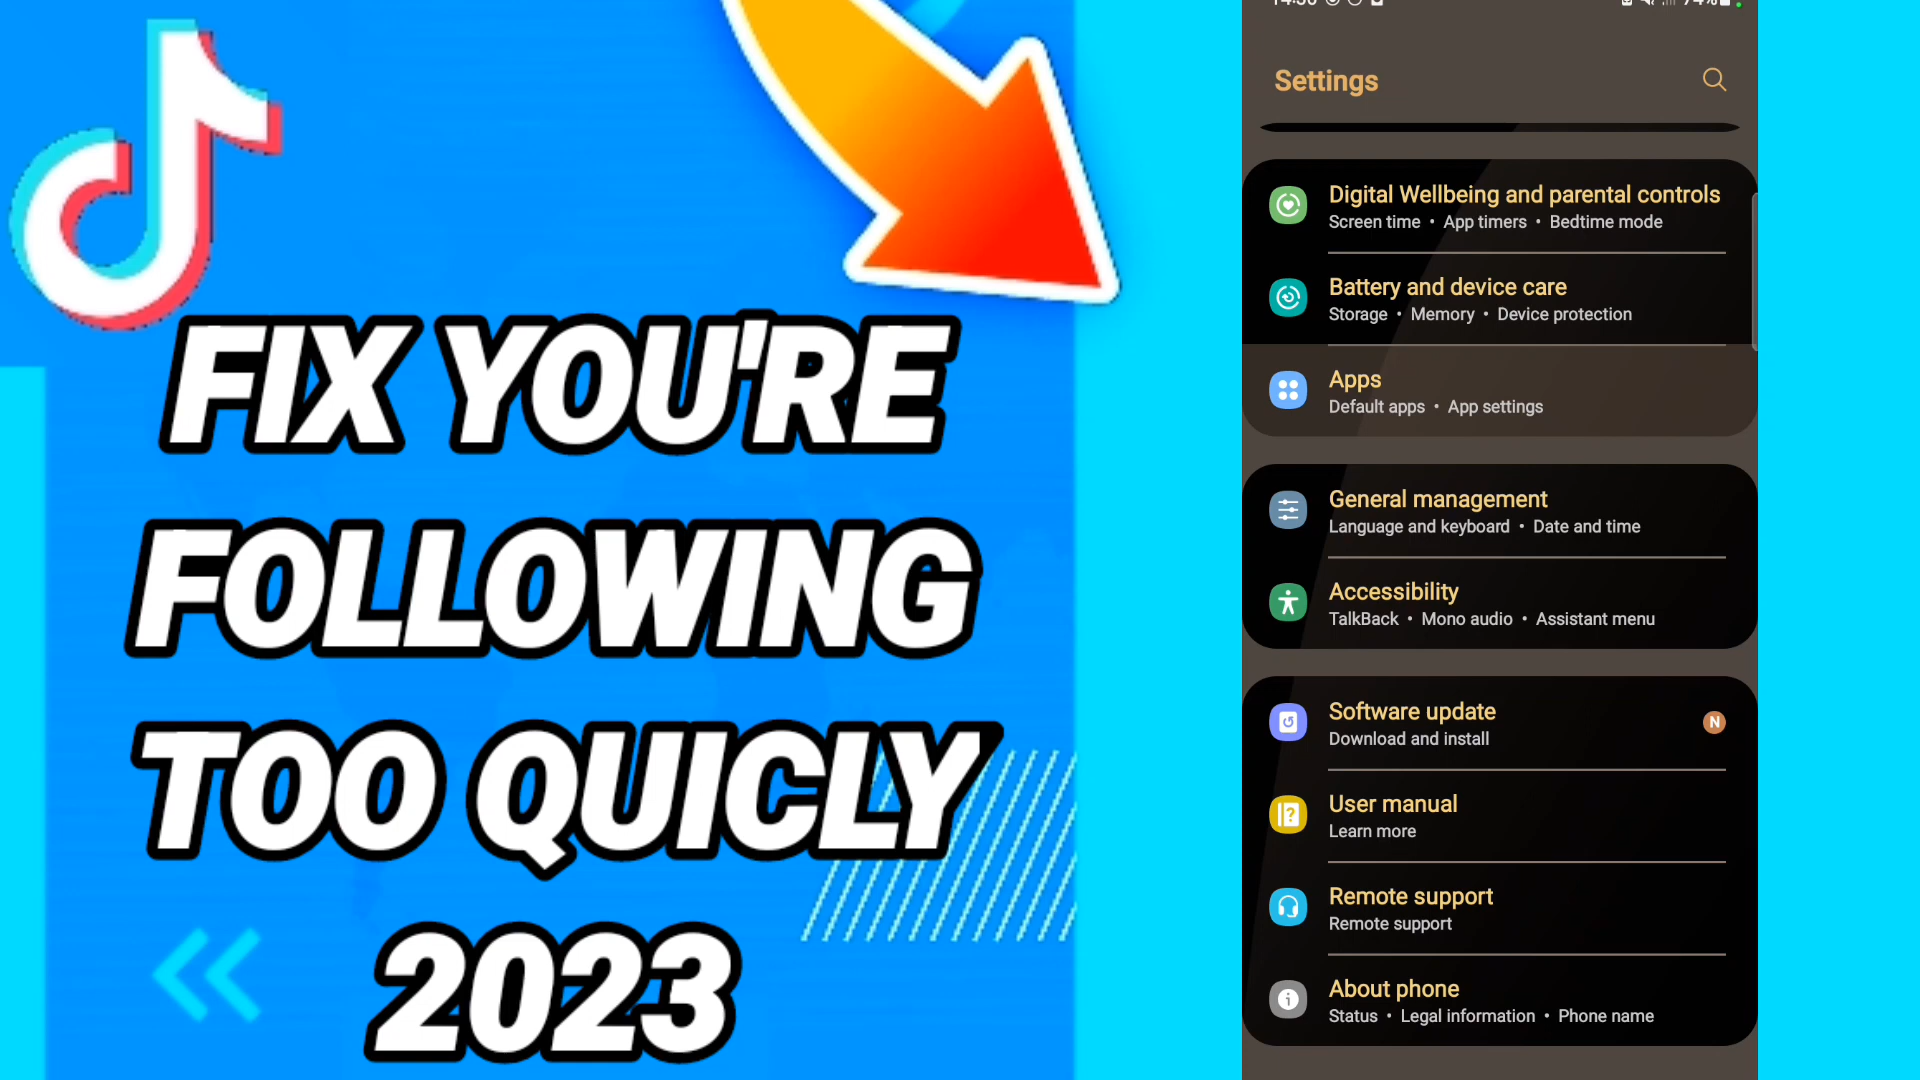 FIX YOU'RE
FOLLOWING
TOO QUICLY
2023
Settings
Digital Wellbeing and parental controls
Screen time • App timers • Bedtime mode
Battery and device care
Storage • Memory • Device protection
Apps
Default apps • App settings
General management
Language and keyboard • Date and time
Accessibility
TalkBack • Mono audio • Assistant menu
Software update
N
Download and install
User manual
Learn more
Remote support
Remote support
About phone
Status • Legal information • Phone name